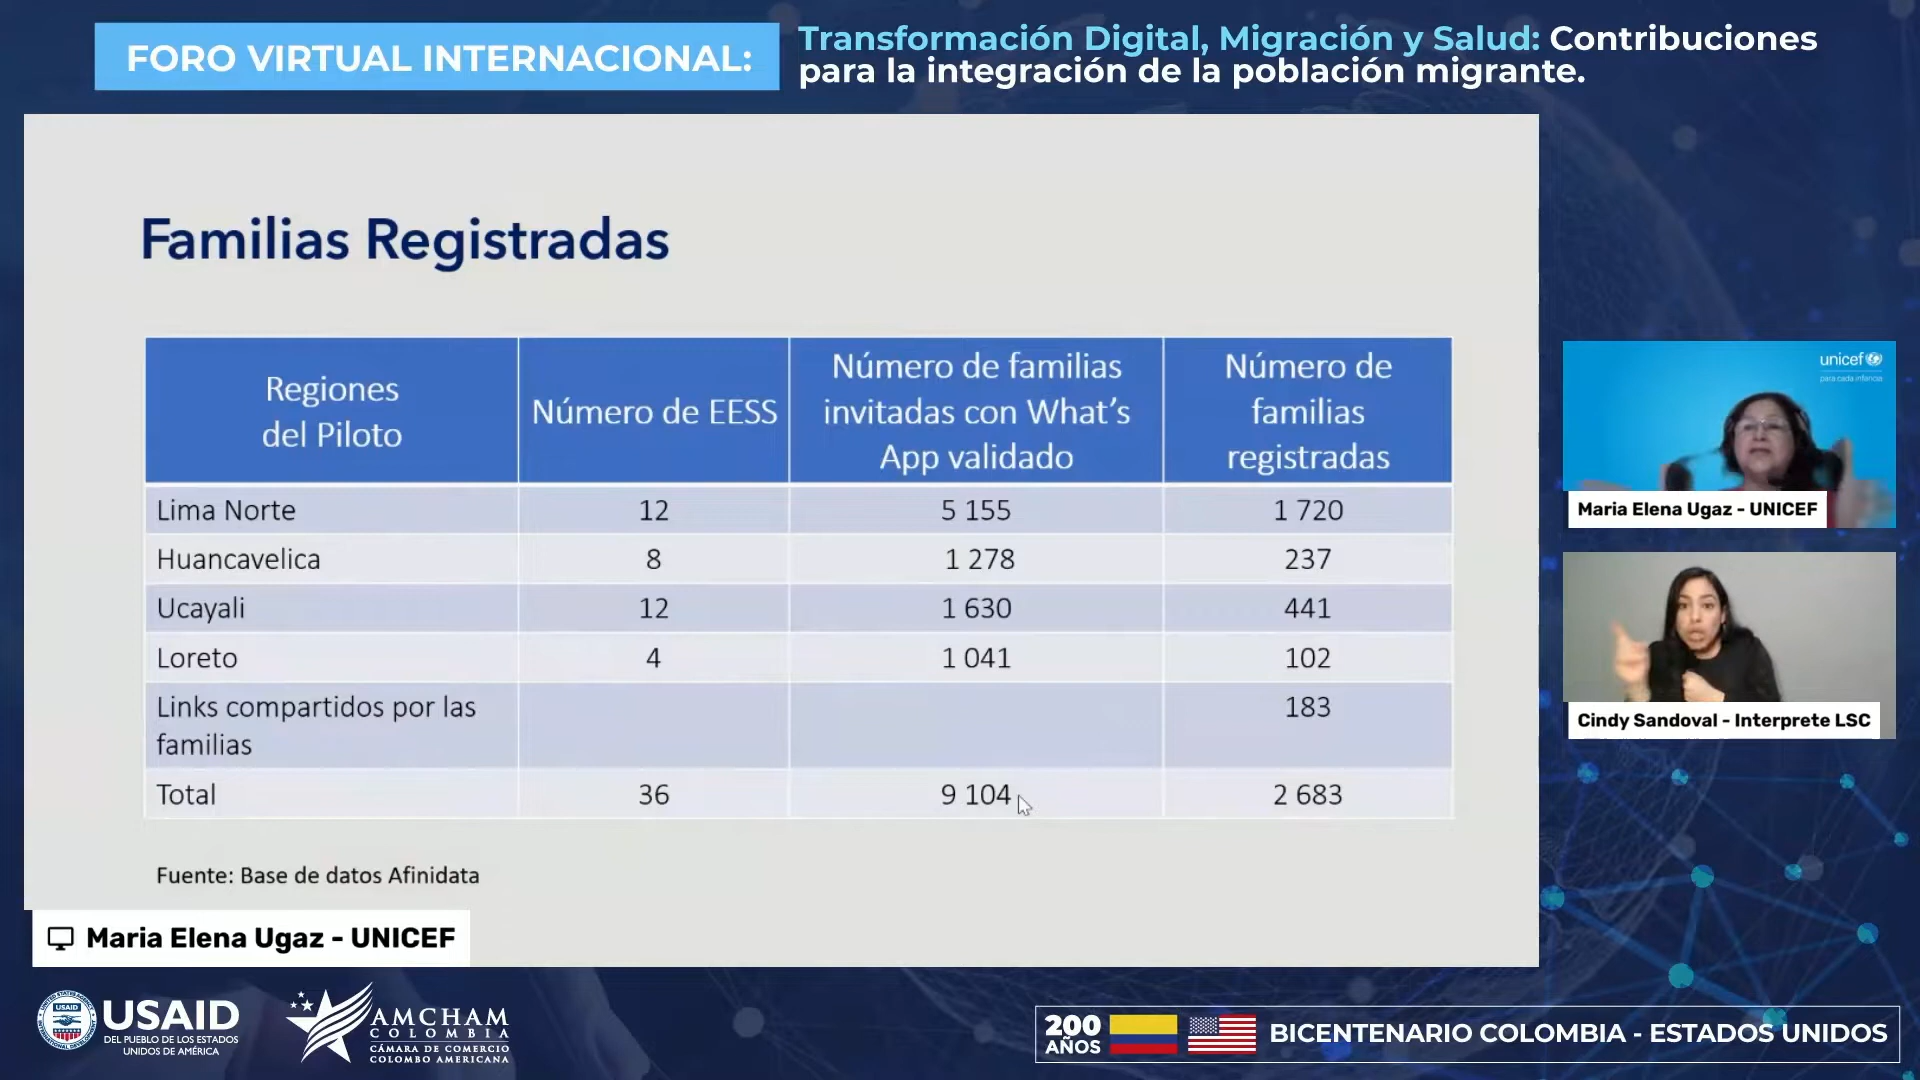 FORO VIRTUAL INTERNACIONAL:
Transformación Digital, Migración y Salud: Contribuciones
para la integración de la población migrante.
Familias Registradas
Regiones
del Piloto
Número de EESS
Número de familias
invitadas con What's
App validado
Número de
familias
registradas
Lima Norte 12 5 155 1 720
Huancavelica 8 1 278 237
Ucayali 12 1 630 441
Loreto 4 1 041 102
Links compartidos por las 183
familias
Total 36 9 104 2 683
Fuente: Base de datos Afinidata
Maria Elena Ugaz - UNICEF
unicef
para cada infancia
Maria Elena Ugaz - UNICEF
Cindy Sandoval - Interprete LSC
USAID
USAID
DEL PUEBLO DE LOS ESTADOS
UNIDOS DE AMÉRICA
AMCHAM
COLOMBIA
CÁMARA DE COMERCIO
COLOMBO AMERICANA
200
AÑOS
BICENTENARIO COLOMBIA - ESTADOS UNIDOS